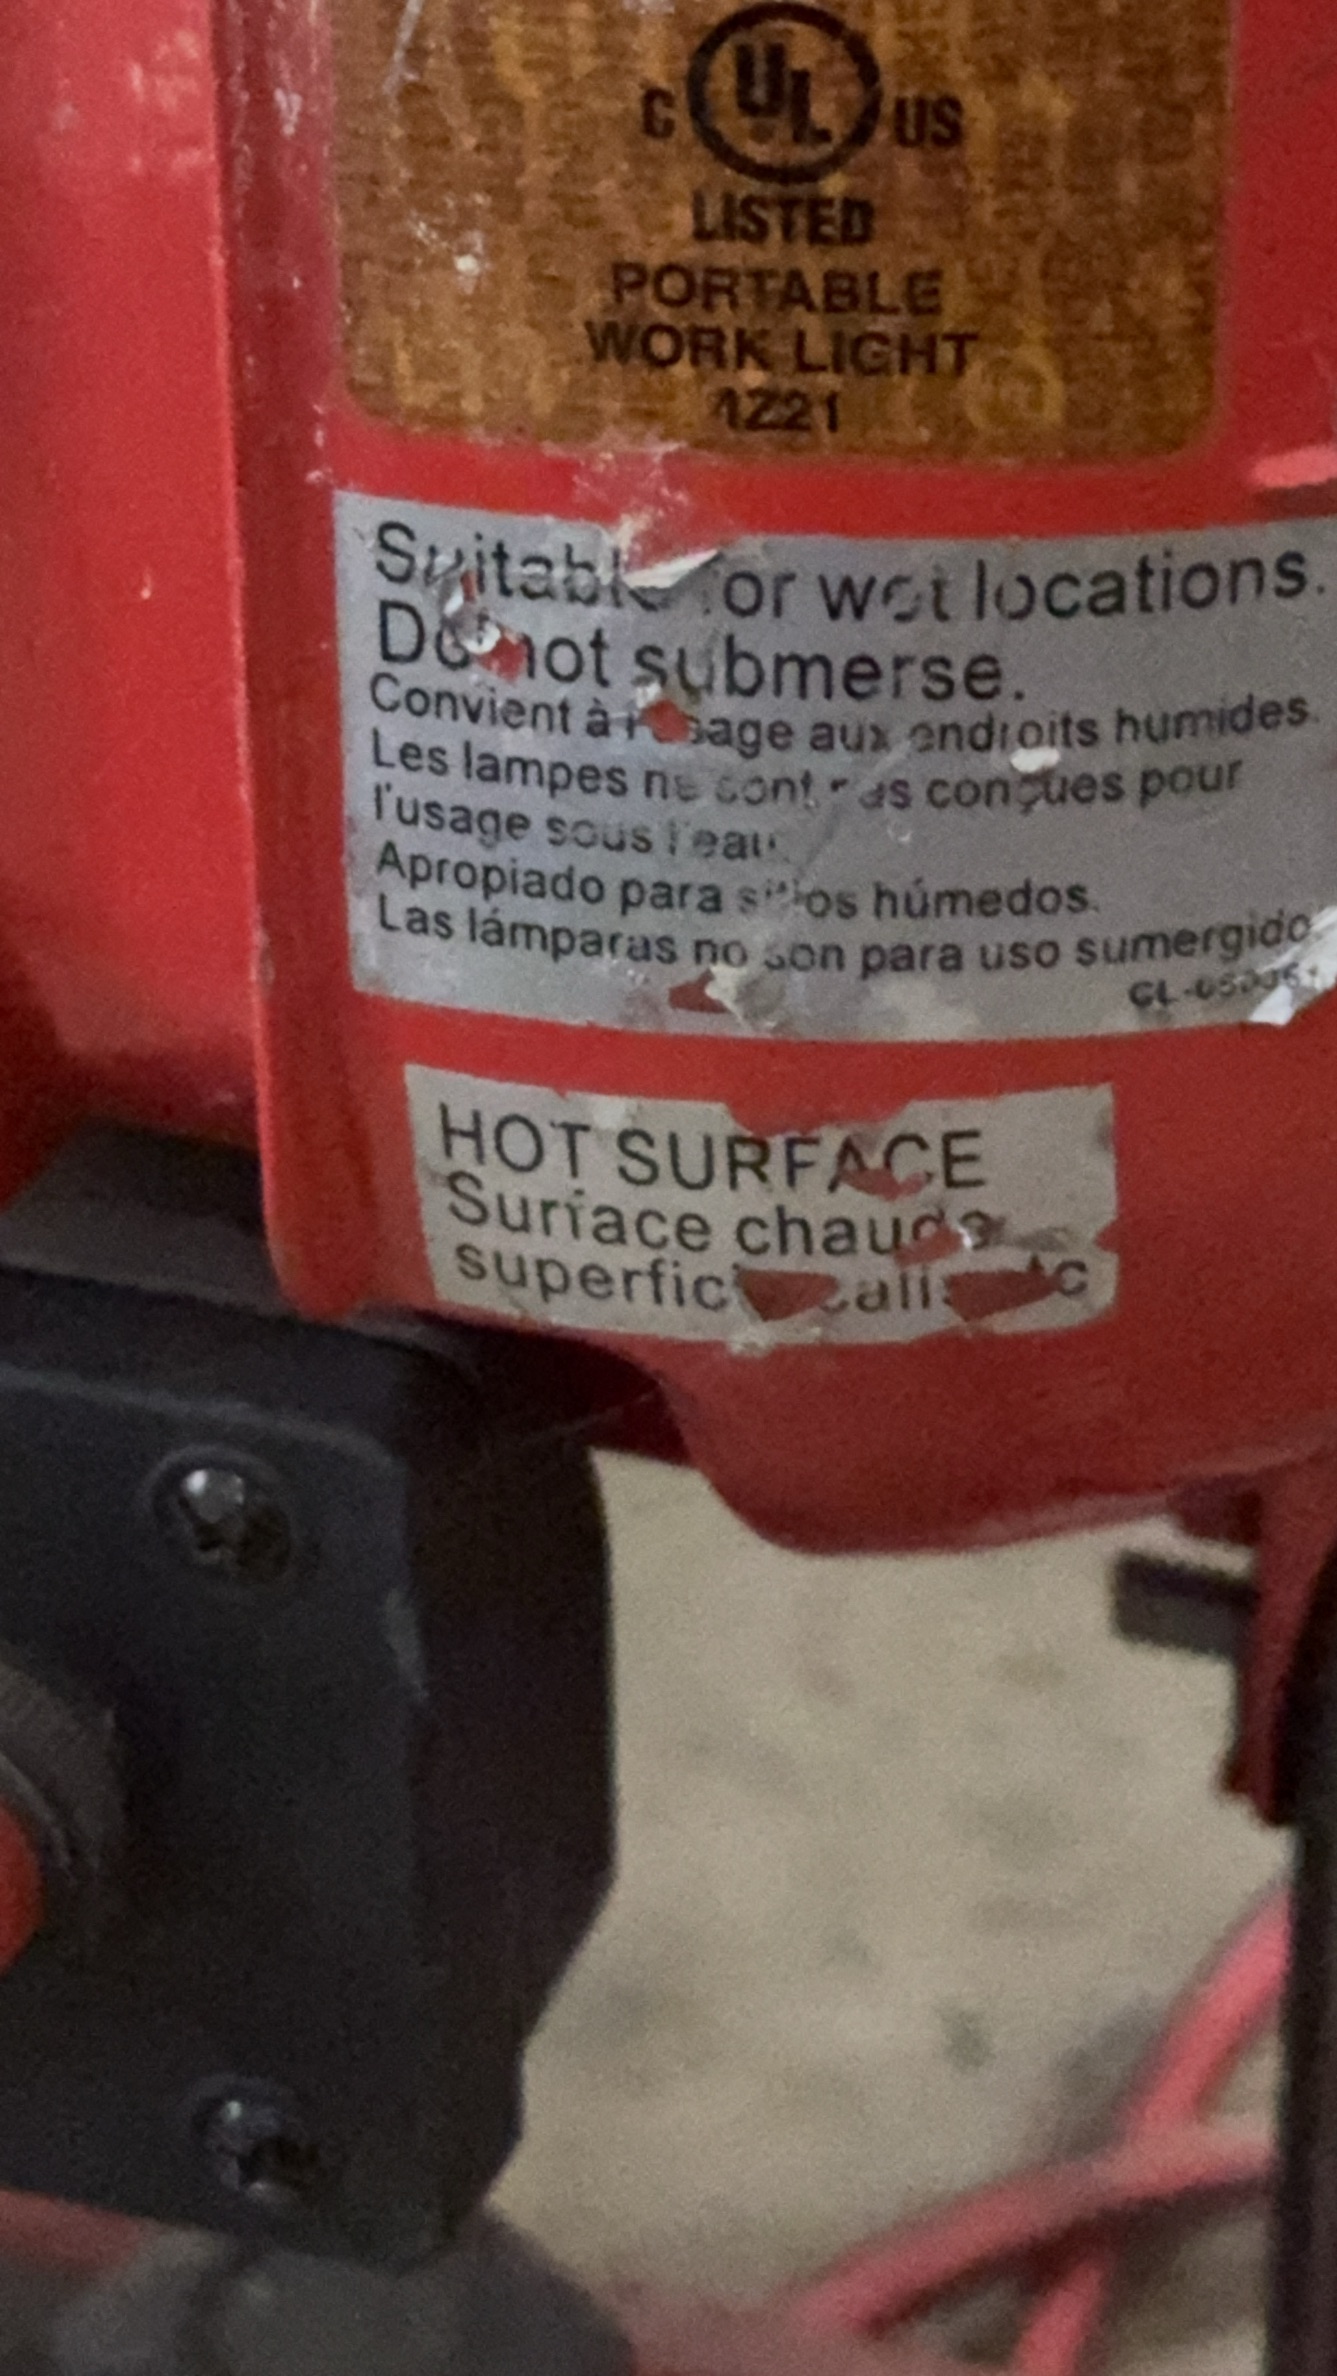 C UL US
LISTED
PORTABLE
WORK LIGHT
1Z21
Suitable for wet locations.
Do not submerse.
Convient à l'usage aux endroits humides.
Les lampes ne sont pas conçues pour
l'usage sous l'eau.
Apropiado para sitios húmedos.
Las lámparas no son para uso sumergido
HOT SURFACE
Surface chaude